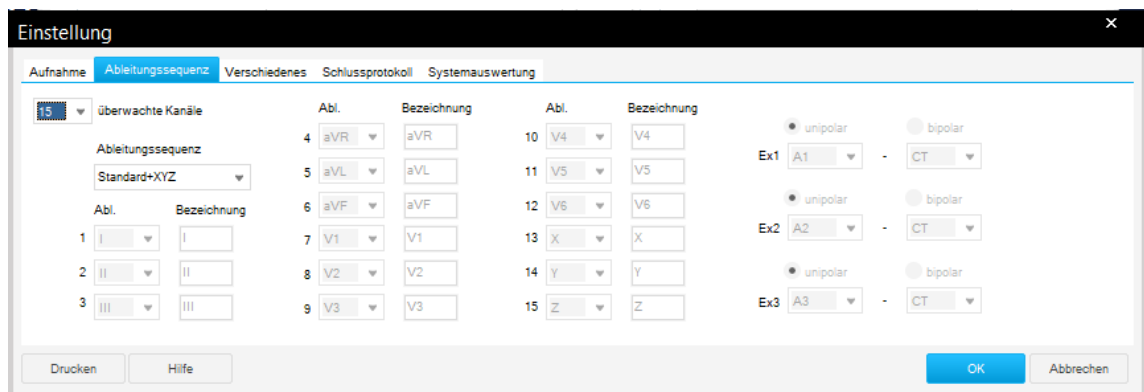 Einstellung
Aufnahme Ableitungssequenz Verschiedenes Schlussprotokoll Systemauswertung
15 überwachte Kanäle
Ableitungssequenz
Standard+XYZ
Abl. Bezeichnung
1 I I
2 II II
3 III III
Abl. Bezeichnung
4 aVR aVR
5 aVL aVL
6 aVF aVF
7 V1 V1
8 V2 V2
9 V3 V3
Abl. Bezeichnung
10 V4 V4
11 V5 V5
12 V6 V6
13 X X
14 Y Y
15 Z Z
unipolar bipolar
Ex1 A1 - CT
unipolar bipolar
Ex2 A2 - CT
unipolar bipolar
Ex3 A3 - CT
Drucken Hilfe OK Abbrechen